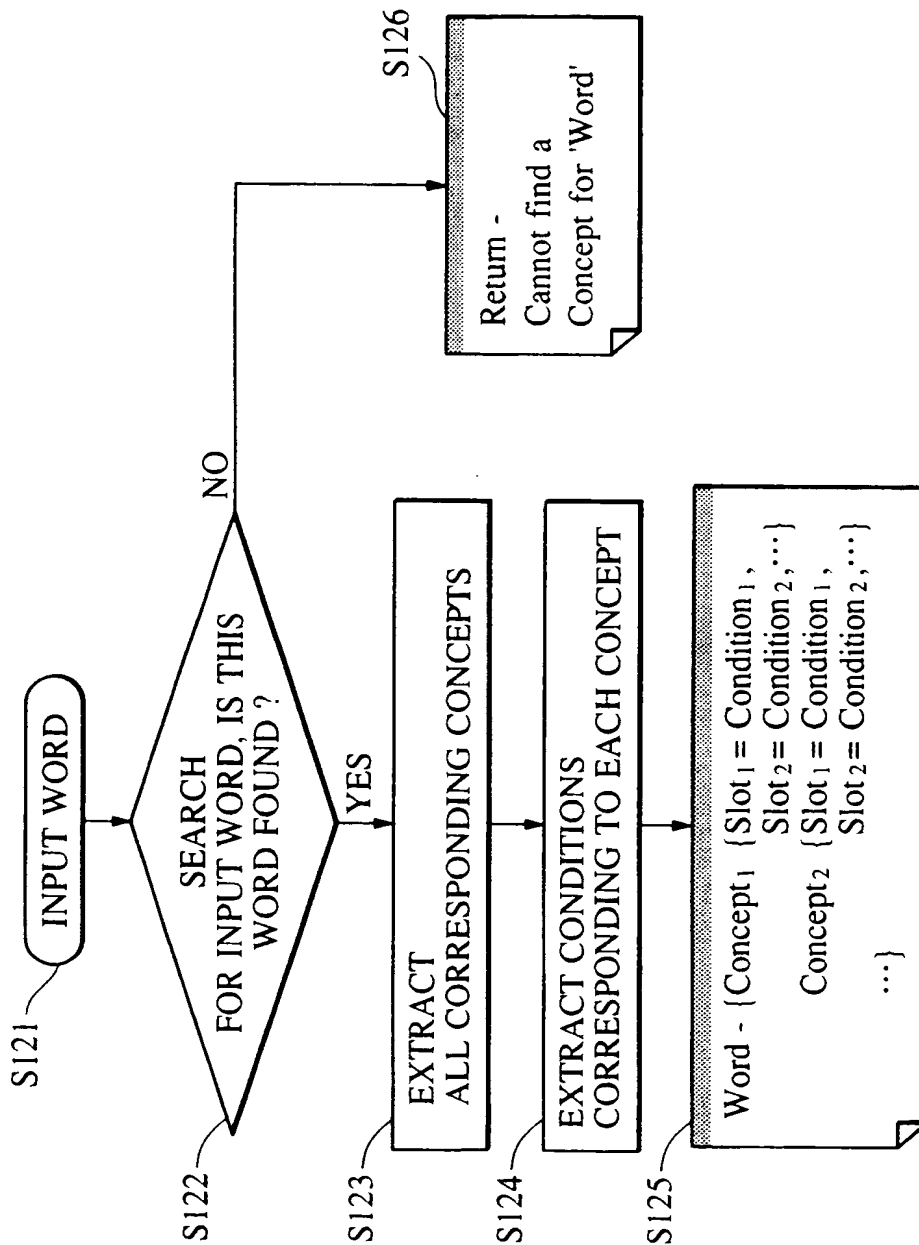 S121
INPUT WORD
S122
SEARCH
FOR INPUT WORD, IS THIS
WORD FOUND ?
NO
YES
S126
Return -
Cannot find a
Concept for 'Word'
S123
EXTRACT
ALL CORRESPONDING CONCEPTS
S124
EXTRACT CONDITIONS
CORRESPONDING TO EACH CONCEPT
S125
Word - {Concept₁ {Slot₁ = Condition₁,
Slot₂ = Condition₂,···}
Concept₂ {Slot₁ = Condition₁,
Slot₂ = Condition₂,···}
····}